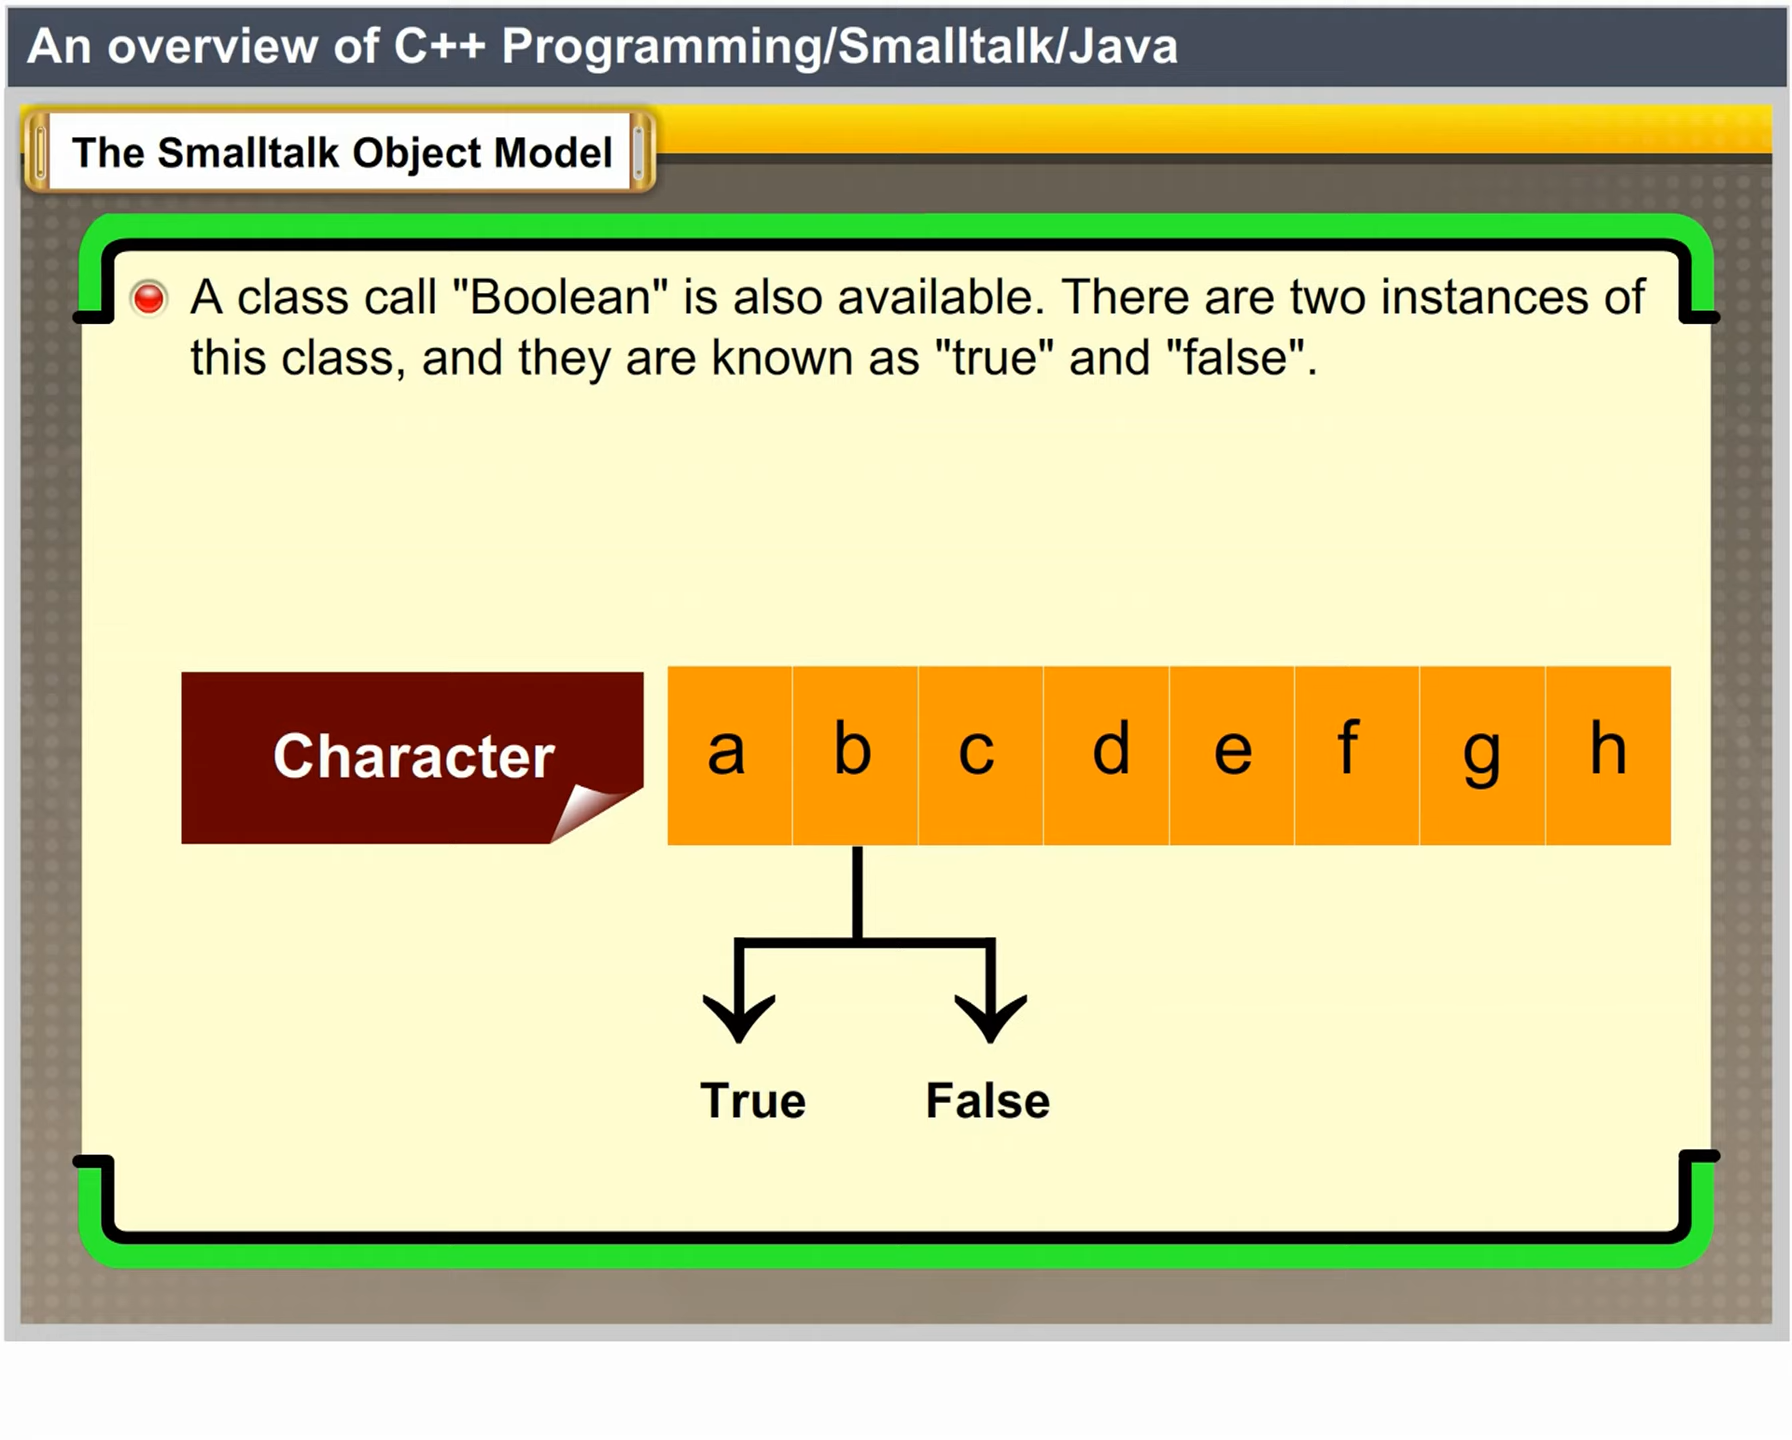 An overview of C++ Programming/Smalltalk/Java
The Smalltalk Object Model
A class call "Boolean" is also available. There are two instances of
this class, and they are known as "true" and "false".
Character a b c d e f g h
True False